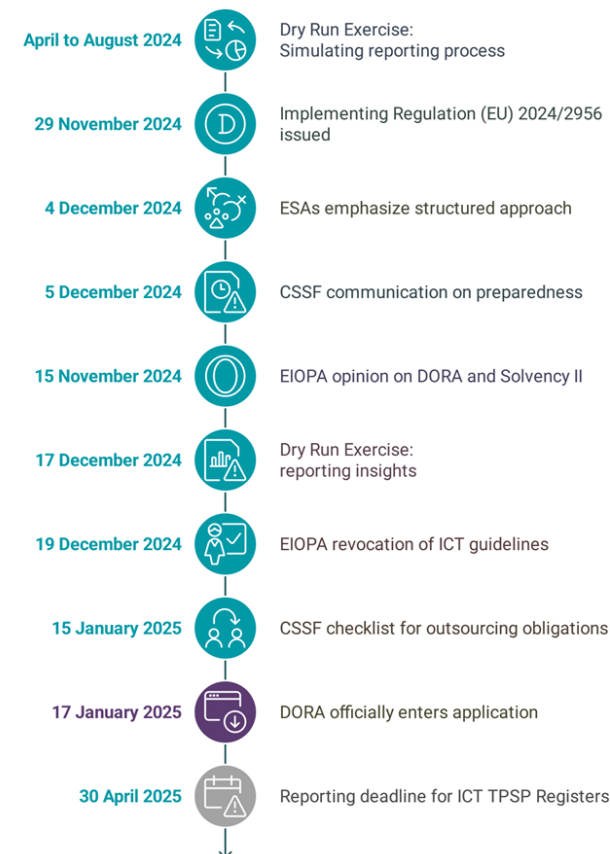 April to August 2024
Dry Run Exercise:
Simulating reporting process
29 November 2024
D
Implementing Regulation (EU) 2024/2956
issued
4 December 2024
ESAs emphasize structured approach
5 December 2024
CSSF communication on preparedness
15 November 2024
EIOPA opinion on DORA and Solvency II
17 December 2024
Dry Run Exercise:
reporting insights
19 December 2024
EIOPA revocation of ICT guidelines
15 January 2025
CSSF checklist for outsourcing obligations
17 January 2025
DORA officially enters application
30 April 2025
Reporting deadline for ICT TPSP Registers